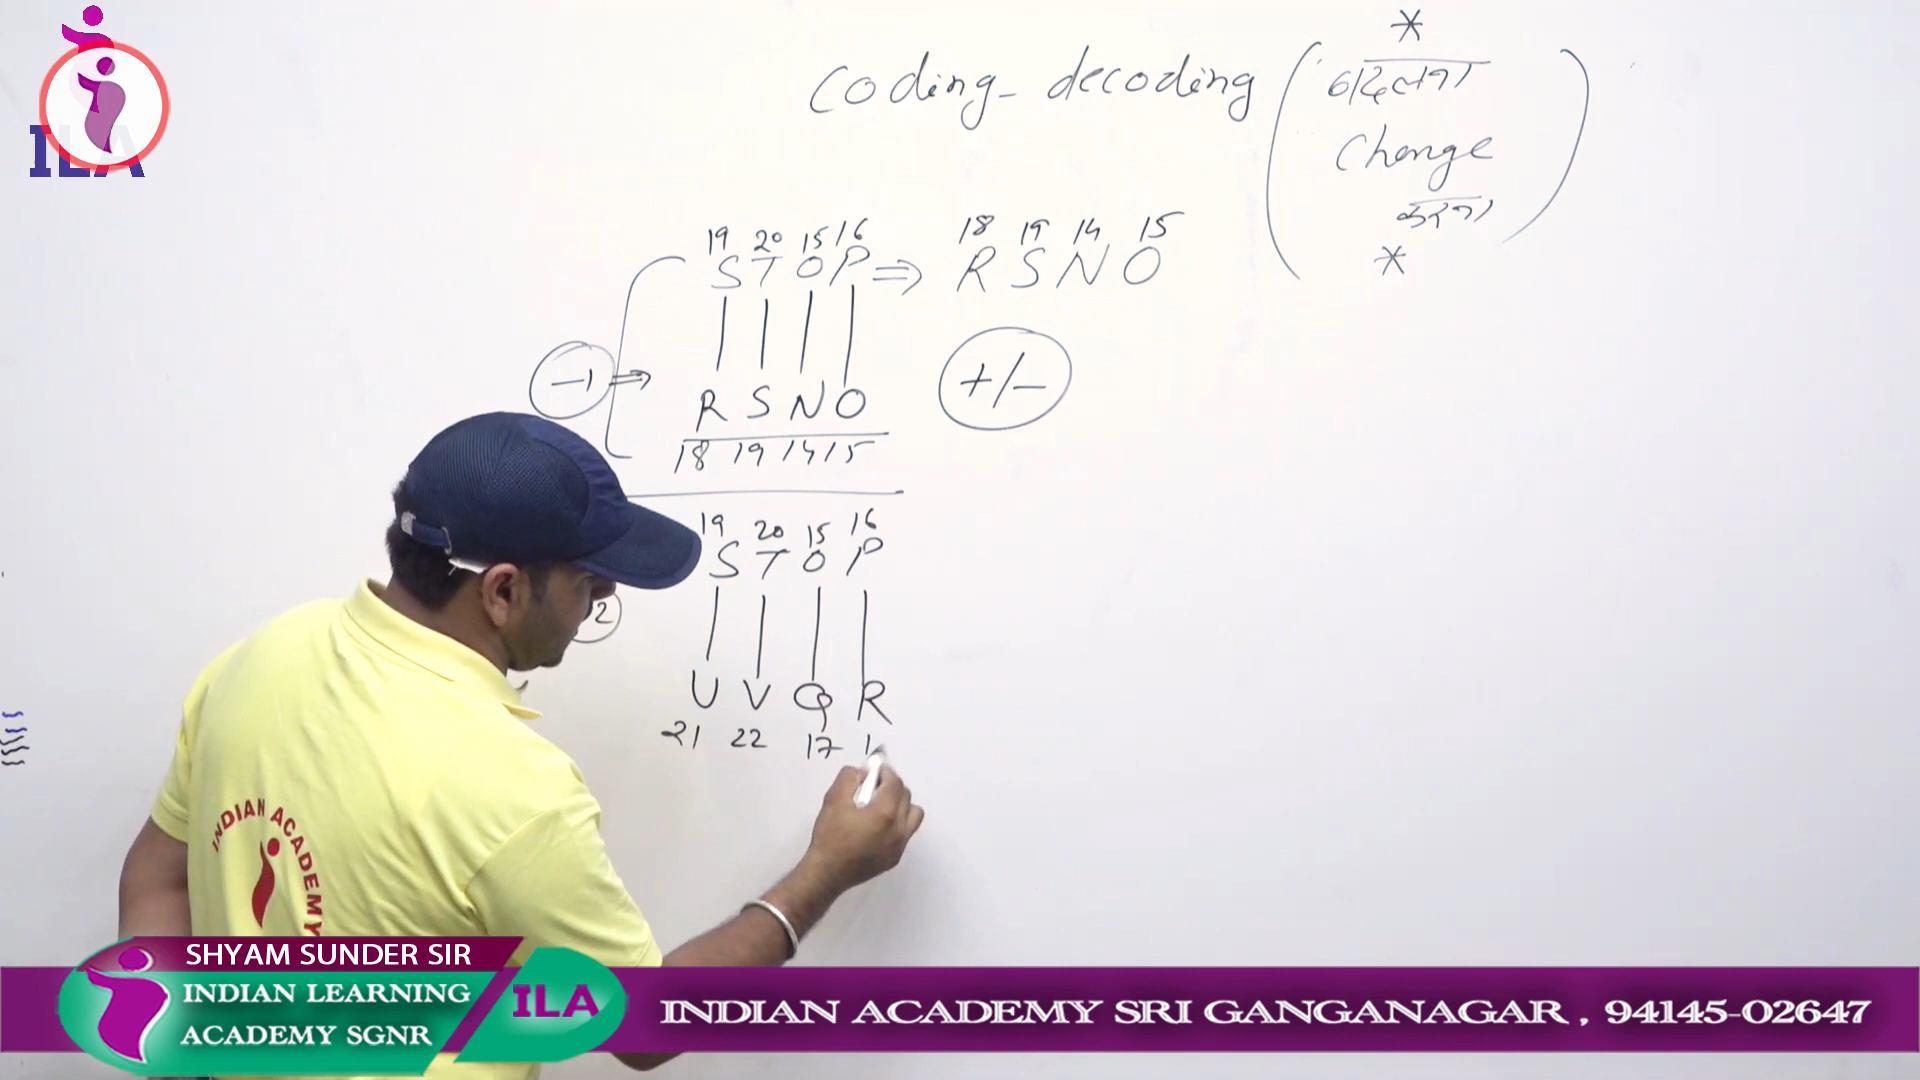 ILA
*
Coding-decoding
Change
करना
*
19 20 15 16
S T O P ⇒ R S N O
18 19 14 15
-1 ⇒
+/-
R S N O
18 19 14 15
19 20 15 16
S T O P
2
U V Q R
21 22 17 1
INDIAN ACADEMY
SHYAM SUNDER SIR
INDIAN LEARNING
ACADEMY SGNR
ILA
INDIAN ACADEMY SRI GANGANAGAR , 94145-02647